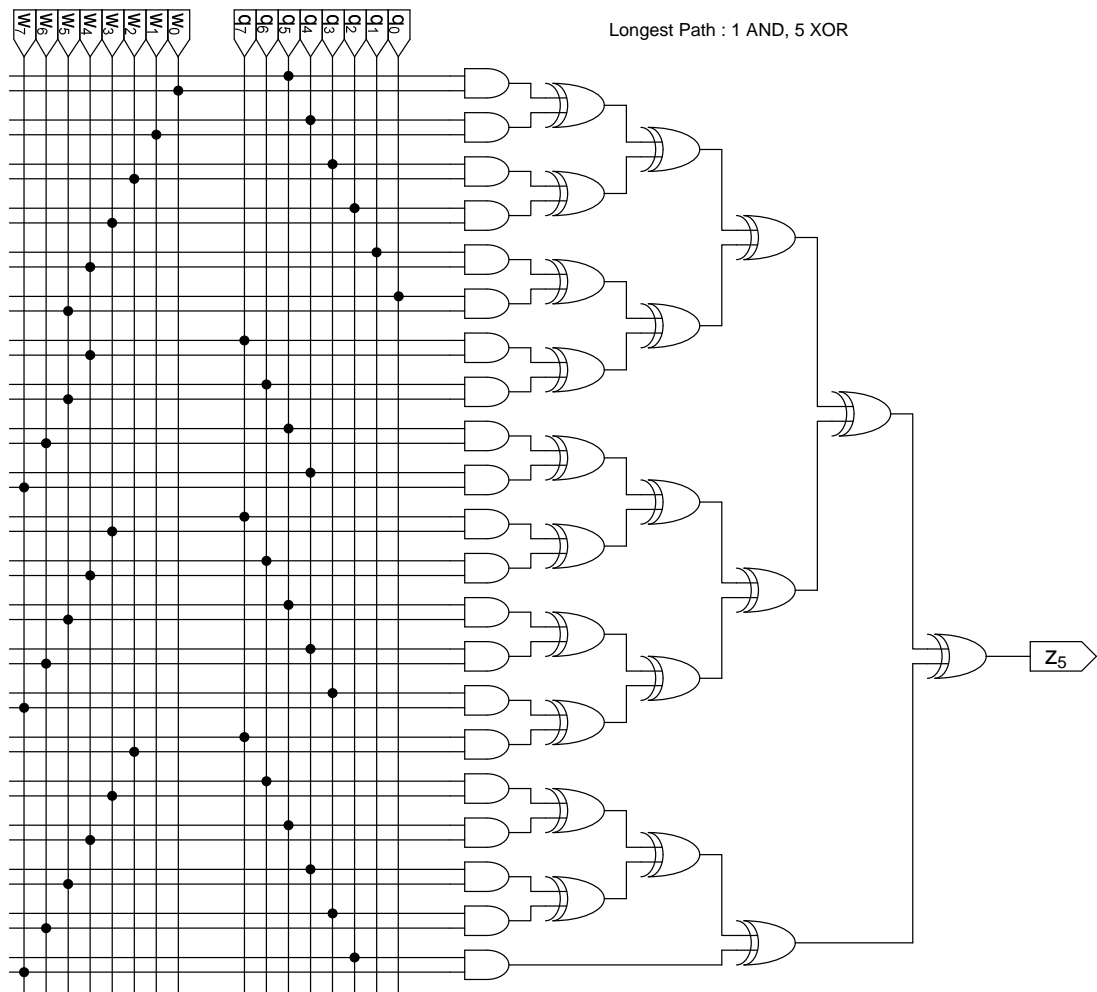 W₇ W₆ W₅ W₄ W₃ W₂ W₁ W₀ q₇ q₆ q₅ q₄ q₃ q₂ q₁ q₀
Longest Path : 1 AND, 5 XOR
z₅